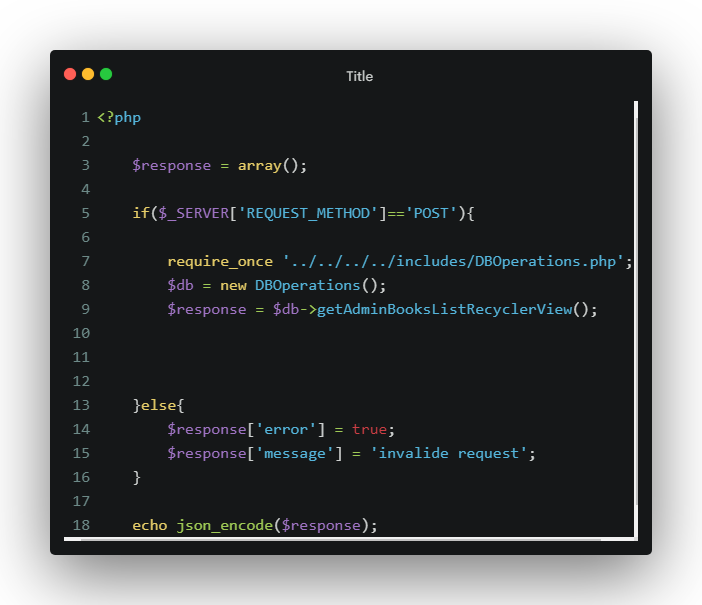 Title
1 <?php
2
3     $response = array();
4
5     if($_SERVER['REQUEST_METHOD']=='POST'){
6
7         require_once '../../../../includes/DBOperations.php';
8         $db = new DBOperations();
9         $response = $db->getAdminBooksListRecyclerView();
10
11
12
13     }else{
14         $response['error'] = true;
15         $response['message'] = 'invalide request';
16     }
17
18     echo json_encode($response);